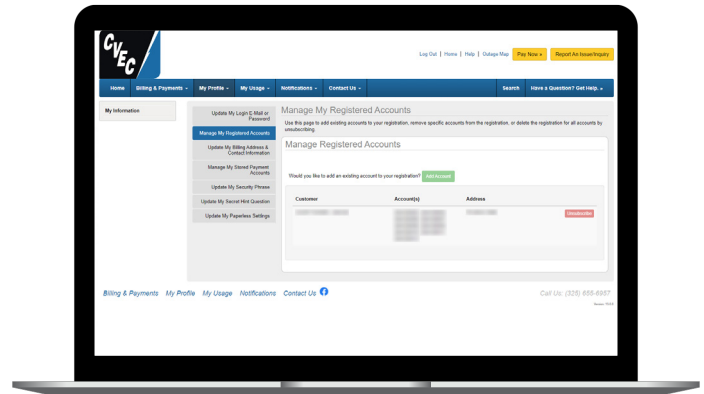 CVEC
Log Out | Home | Help | Outage Map Pay Now » Report An Issue/Inquiry
Home Billing & Payments My Profile My Usage Notifications Contact Us Search Have a Question? Get Help. »
My Information
Update My Login E-Mail or
Password
Manage My Registered Accounts
Update My Billing Address &
Contact Information
Manage My Stored Payment
Accounts
Update My Security Phrase
Update My Secret Hint Question
Update My Paperless Settings
Manage My Registered Accounts
Use this page to add existing accounts to your registration, remove specific accounts from the registration, or delete the registration for all accounts by
unsubscribing.
Manage Registered Accounts
Would you like to add an existing account to your registration? Add Account
Customer Account(s) Address
Unsubscribe
Billing & Payments My Profile My Usage Notifications Contact Us
Call Us: (325) 655-6957